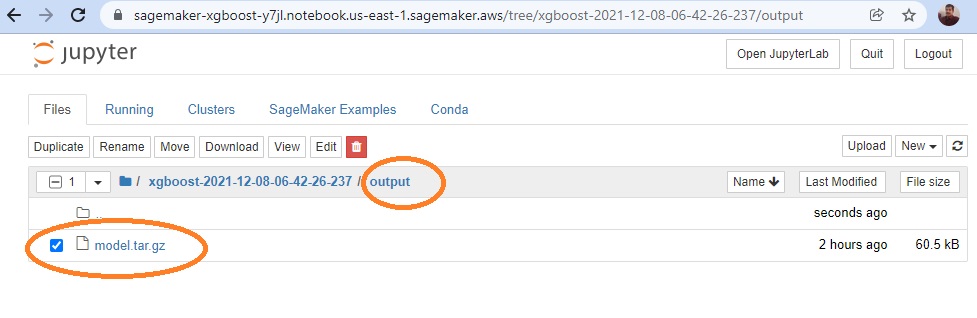 sagemaker-xgboost-y7jl.notebook.us-east-1.sagemaker.aws/tree/xgboost-2021-12-08-06-42-26-237/output
jupyter Open JupyterLab Quit Logout
Files Running Clusters SageMaker Examples Conda
Duplicate Rename Move Download View Edit Upload New
1 / xgboost-2021-12-08-06-42-26-237 / output Name Last Modified File size
.. seconds ago
model.tar.gz 2 hours ago 60.5 kB